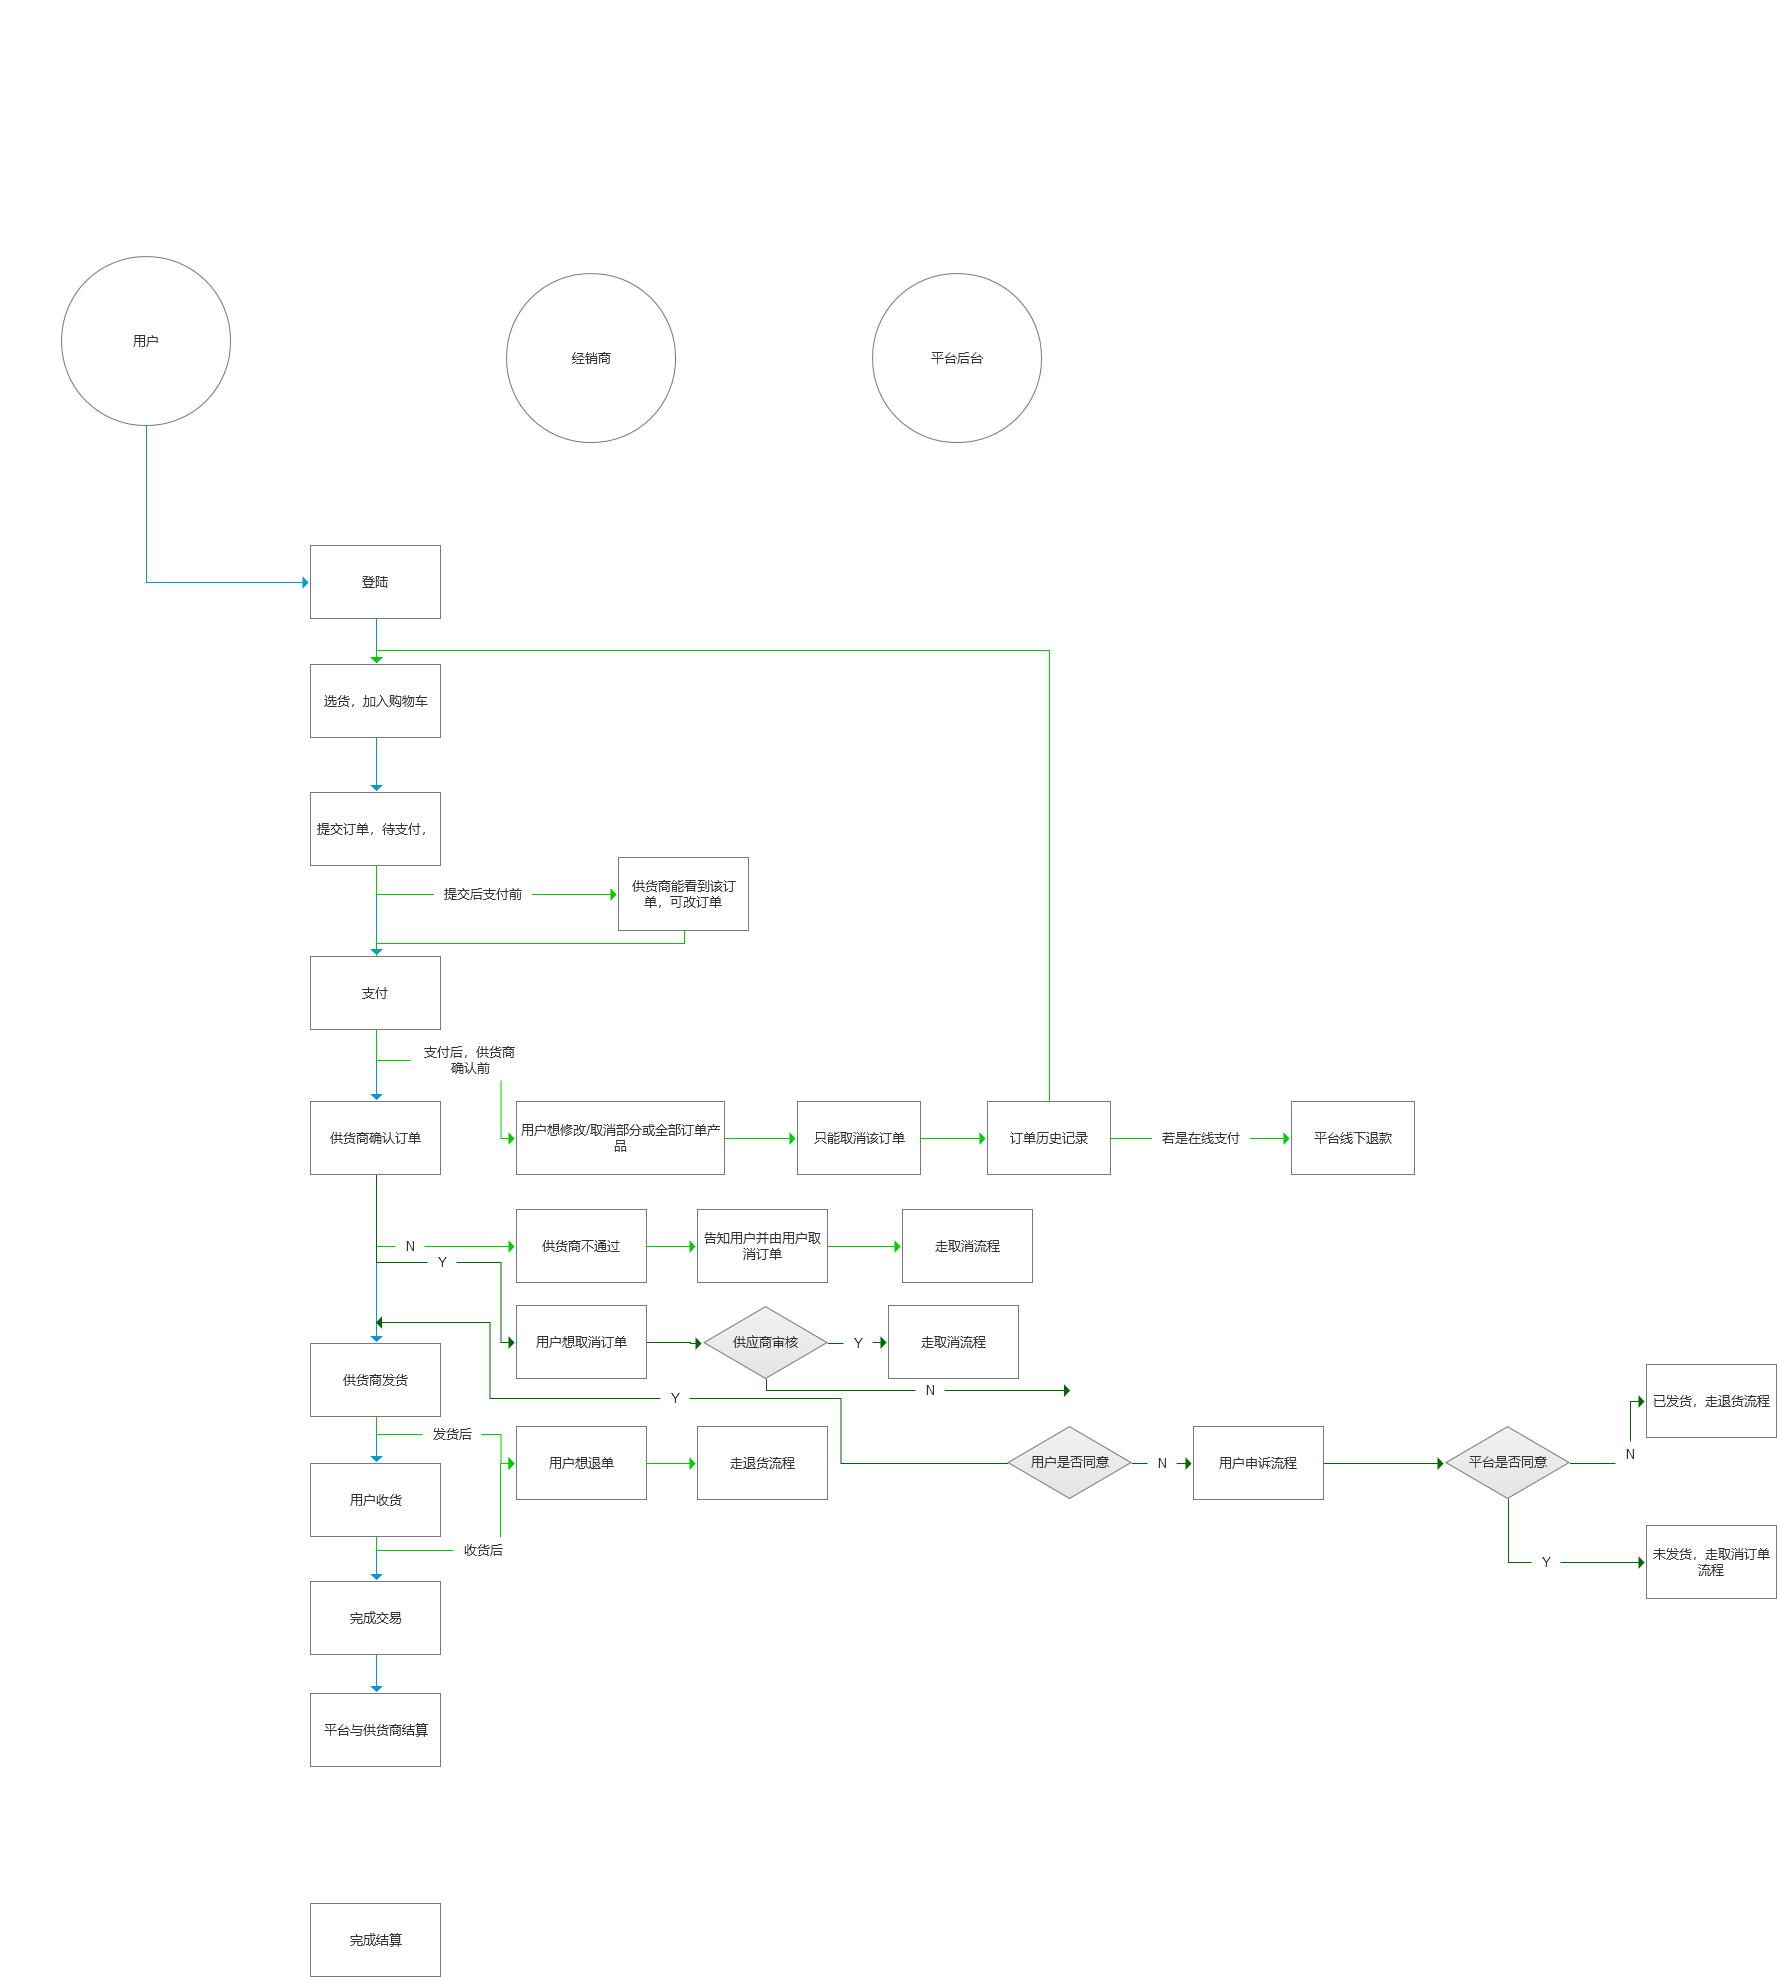 用户
经销商
平台后台
登陆
选货，加入购物车
提交订单，待支付，
提交后支付前
供货商能看到该订
单，可改订单
支付
支付后，供货商
确认前
供货商确认订单
用户想修改/取消部分或全部订单产
品
只能取消该订单
订单历史记录
若是在线支付
平台线下退款
N
供货商不通过
告知用户并由用户取
消订单
走取消流程
Y
用户想取消订单
供应商审核
Y
走取消流程
N
Y
供货商发货
发货后
用户想退单
走退货流程
用户是否同意
N
用户申诉流程
平台是否同意
N
已发货，走退货流程
Y
未发货，走取消订单
流程
用户收货
收货后
完成交易
平台与供货商结算
完成结算